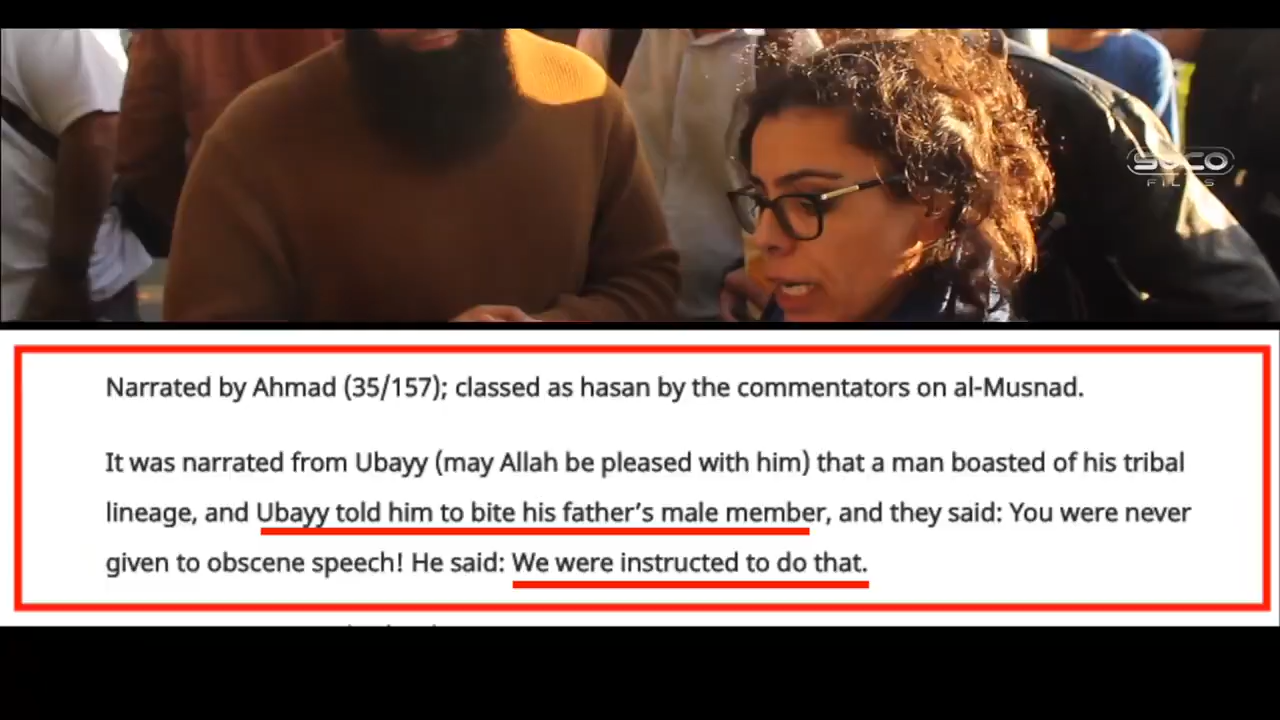 SOCO
FILMS
Narrated by Ahmad (35/157); classed as hasan by the commentators on al-Musnad.
It was narrated from Ubayy (may Allah be pleased with him) that a man boasted of his tribal
lineage, and Ubayy told him to bite his father's male member, and they said: You were never
given to obscene speech! He said: We were instructed to do that.